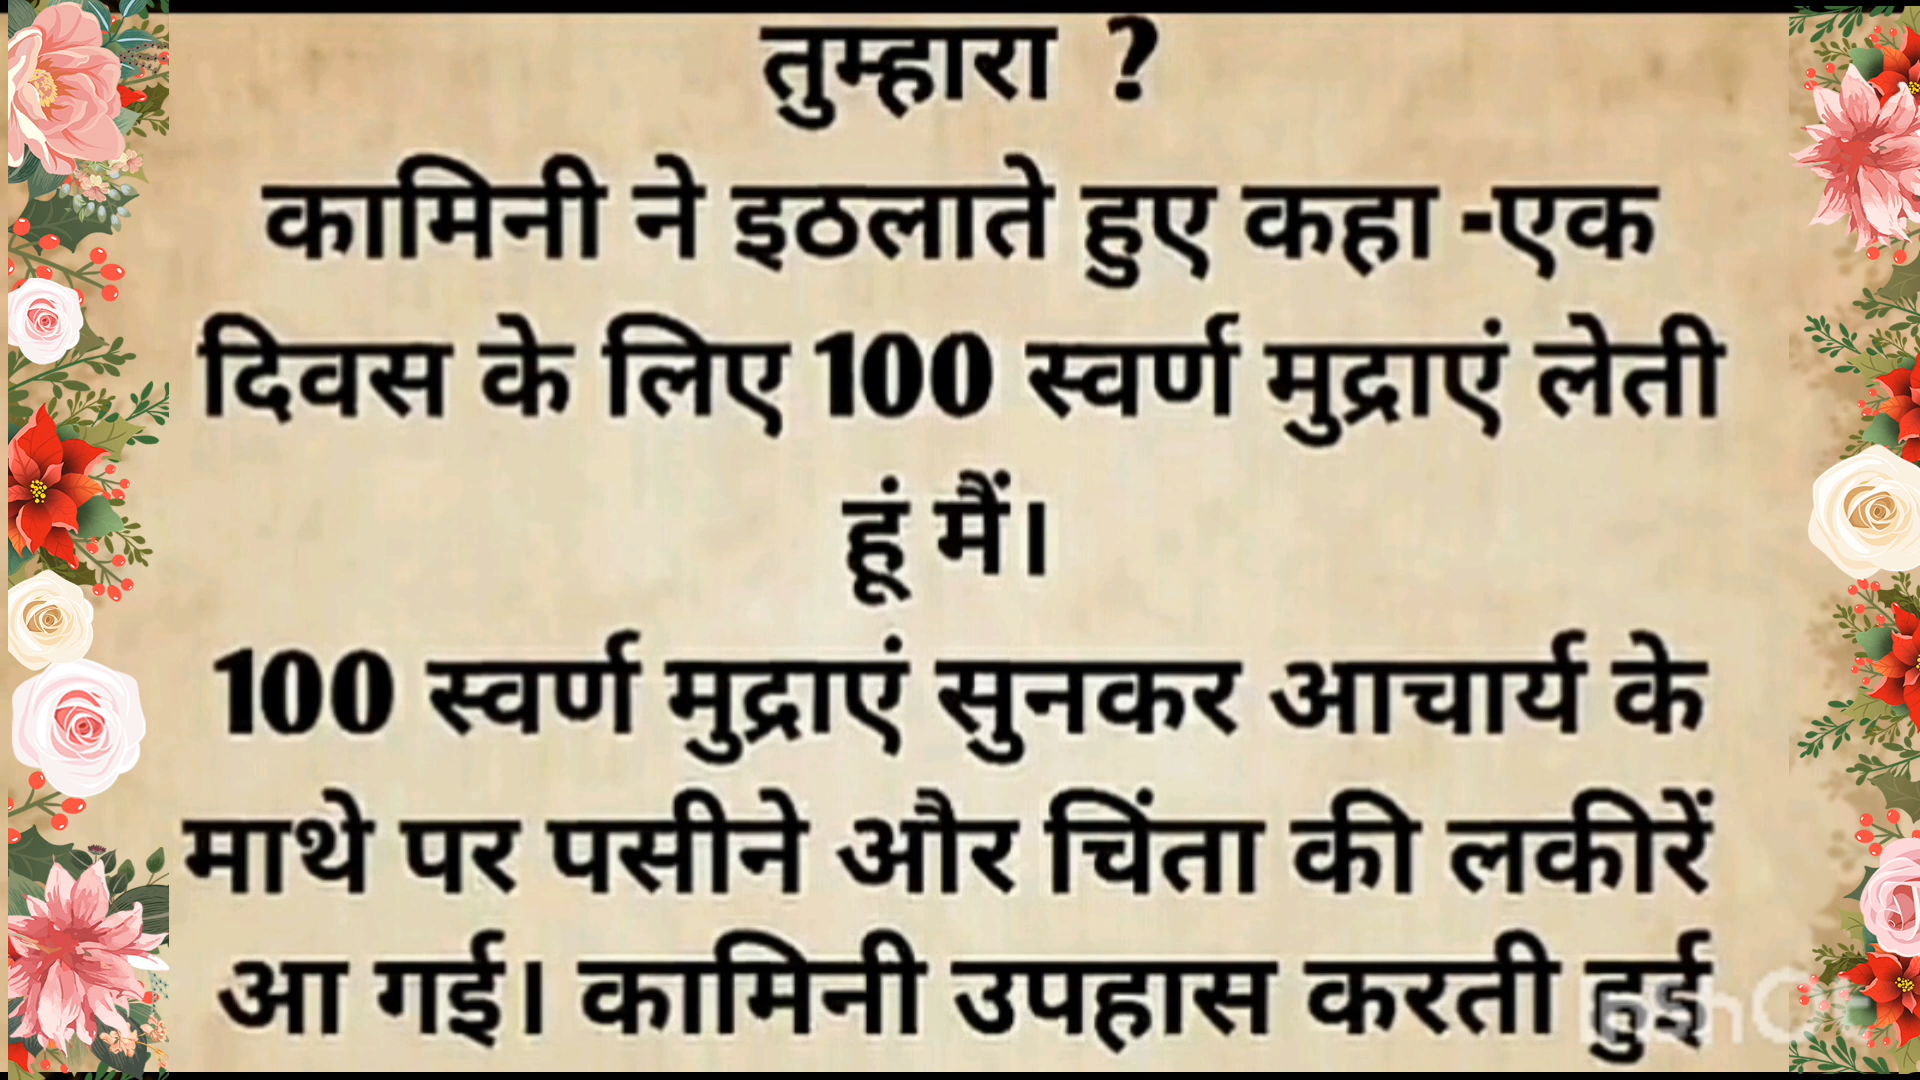 तुम्हारा ?
कामिनी ने इठलाते हुए कहा -एक
दिवस के लिए 100 स्वर्ण मुद्राएं लेती
हूं मैं।
100 स्वर्ण मुद्राएं सुनकर आचार्य के
माथे पर पसीने और चिंता की लकीरें
आ गई। कामिनी उपहास करती हुई